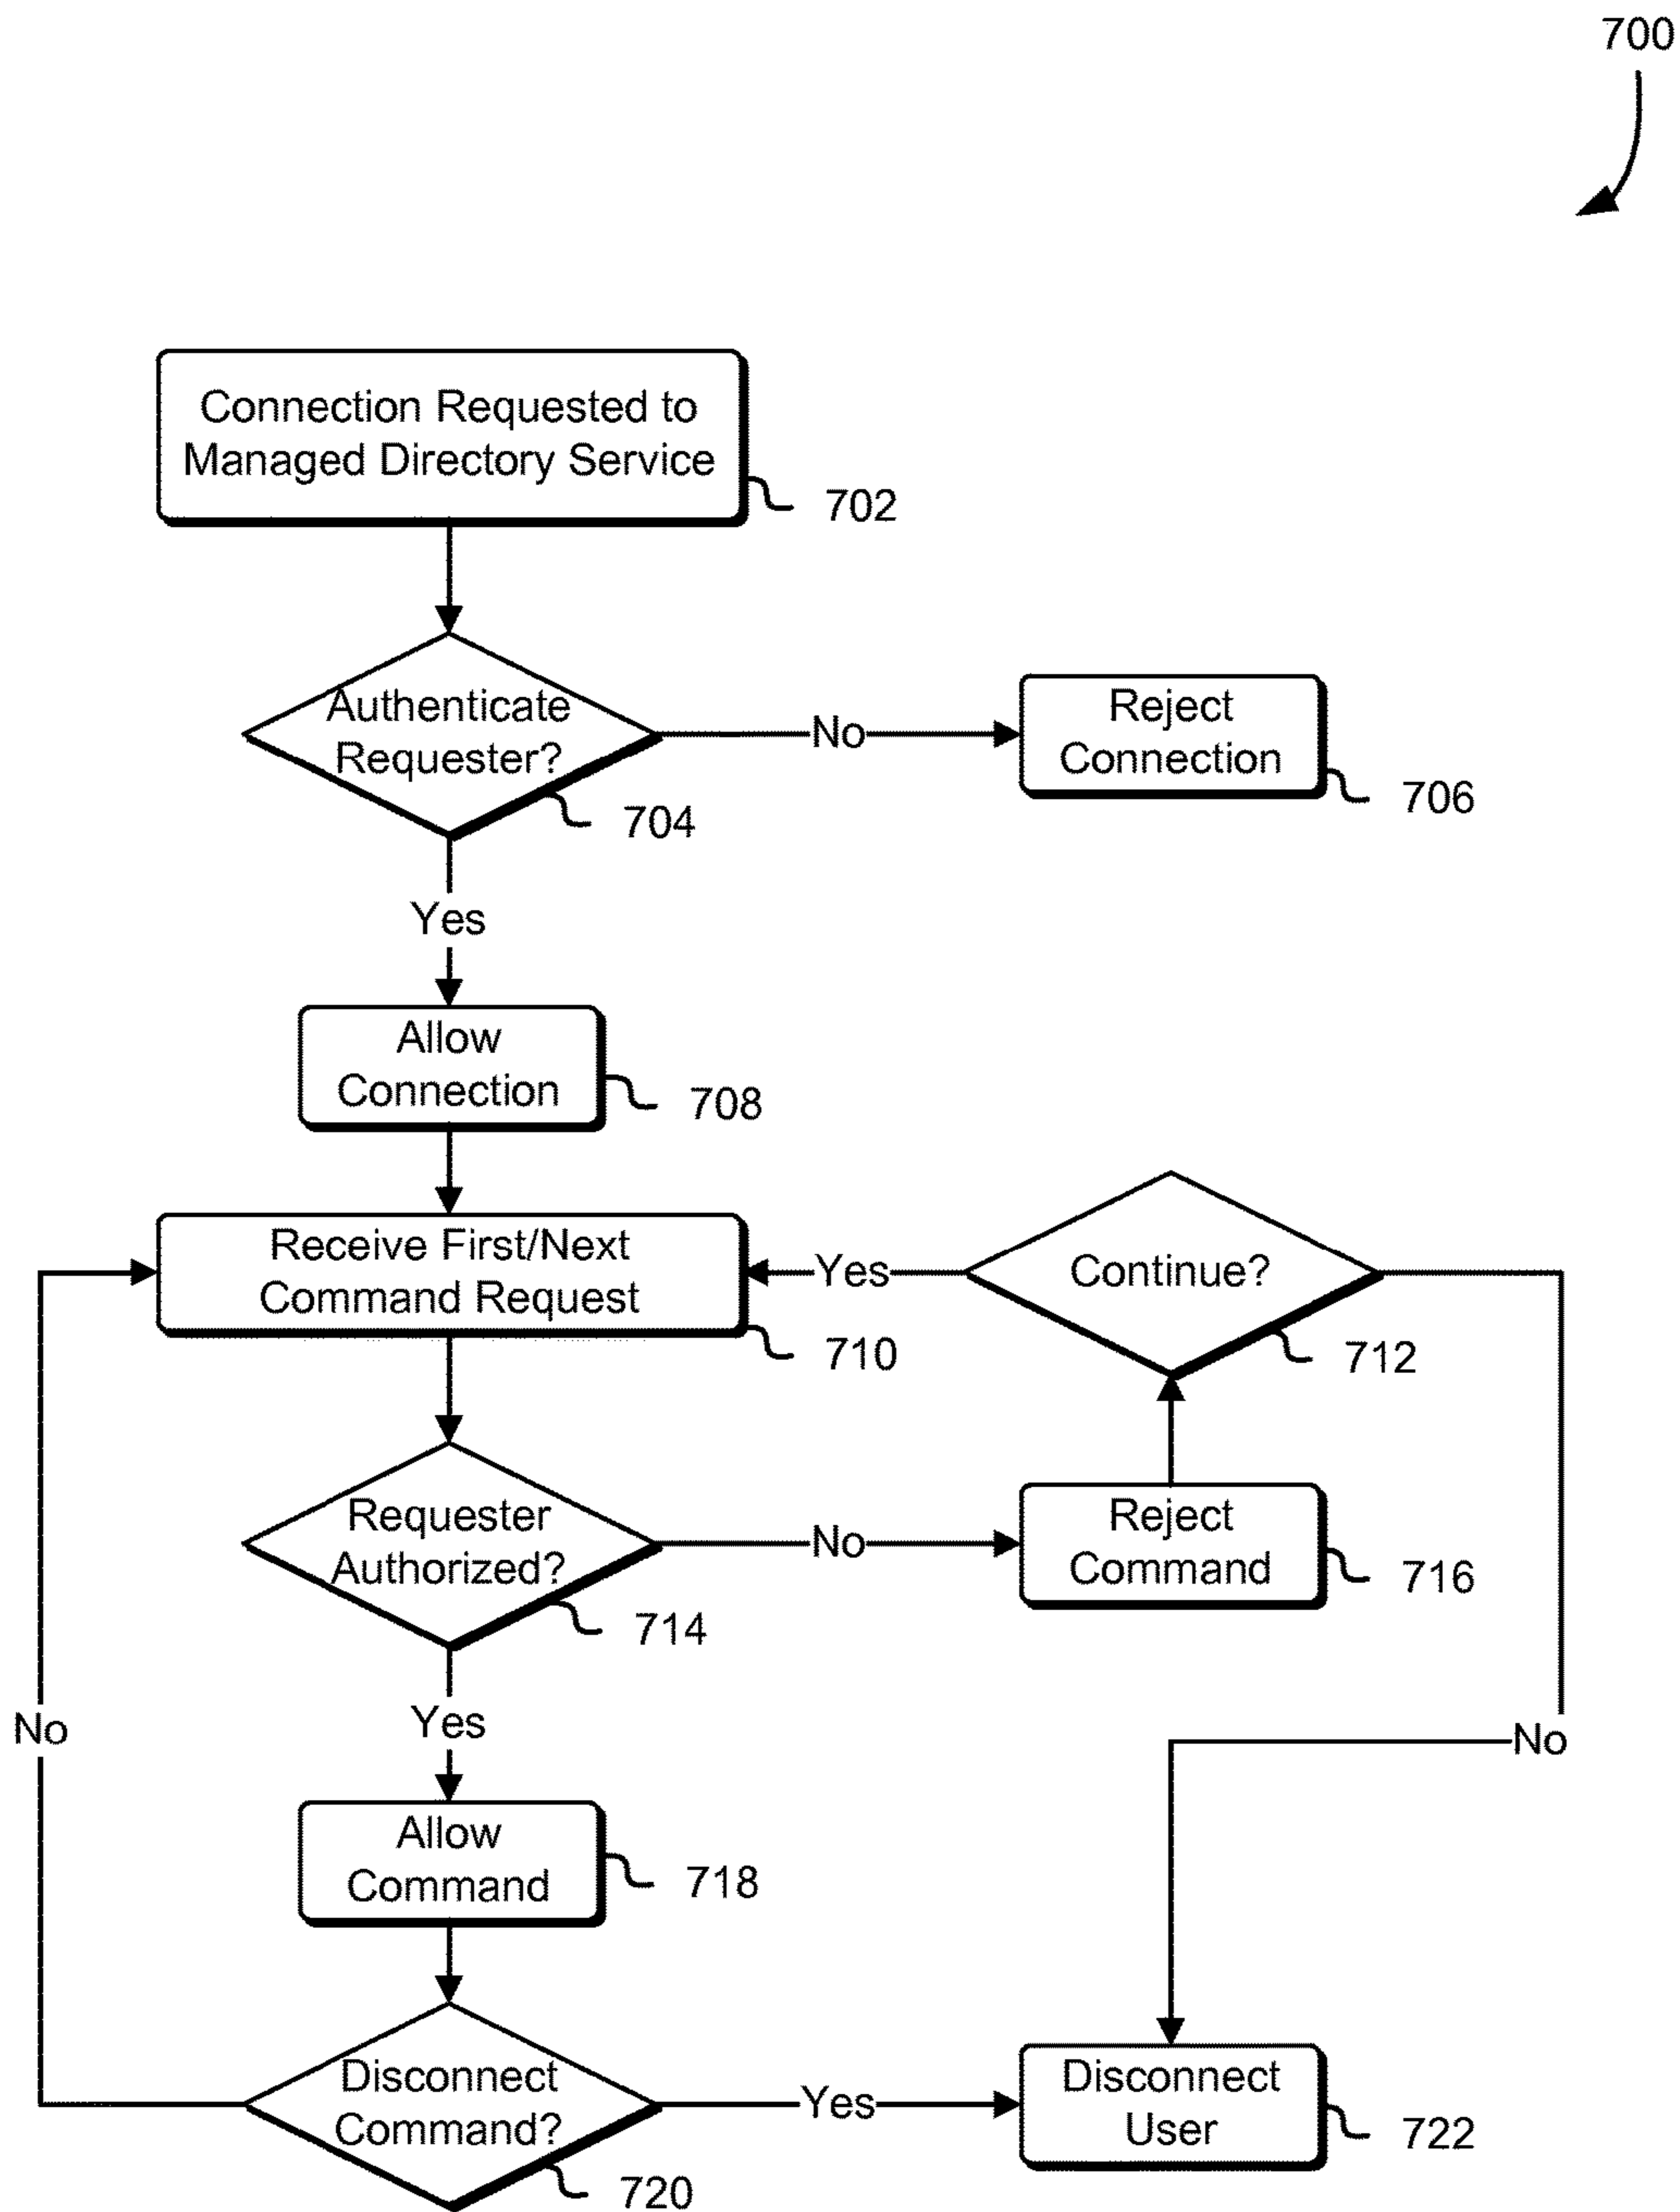 700
Connection Requested to
Managed Directory Service
702
Authenticate
Requester?
704
No
Reject
Connection
706
Yes
Allow
Connection
708
Receive First/Next
Command Request
710
Yes
Continue?
712
Requester
Authorized?
714
No
Reject
Command
716
No
Yes
No
Allow
Command
718
Disconnect
Command?
720
Yes
Disconnect
User
722